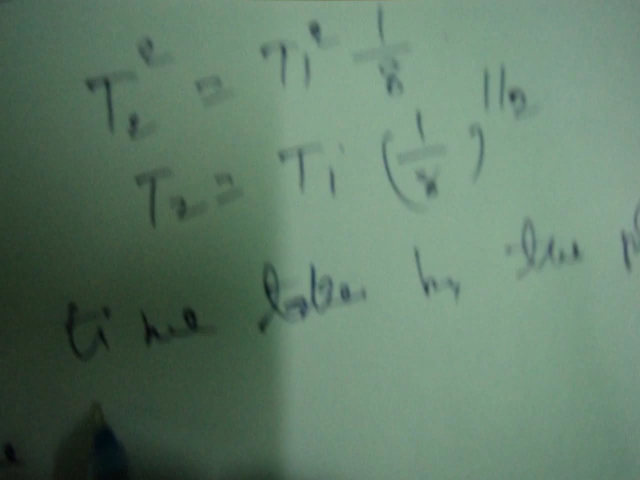 T₂² = T₁² 1/8
T₂ = T₁ (1/8)^1/2
time taken by the